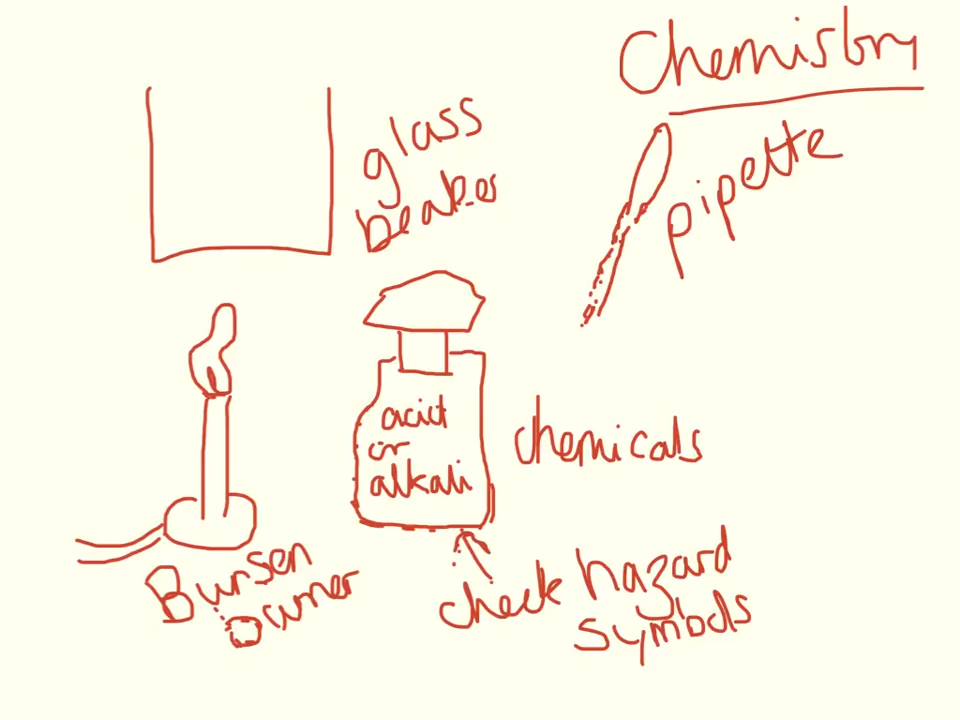 Chemistry
glass
beaker
pipette
acid
or
alkali
chemicals
Bunsen
burner
check hazard
symbols